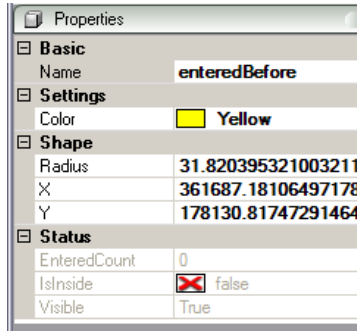 Properties
Basic
Name enteredBefore
Settings
Color Yellow
Shape
Radius 31.820395321003211
X 361687.18106497178
Y 178130.81747291464
Status
EnteredCount 0
IsInside false
Visible True